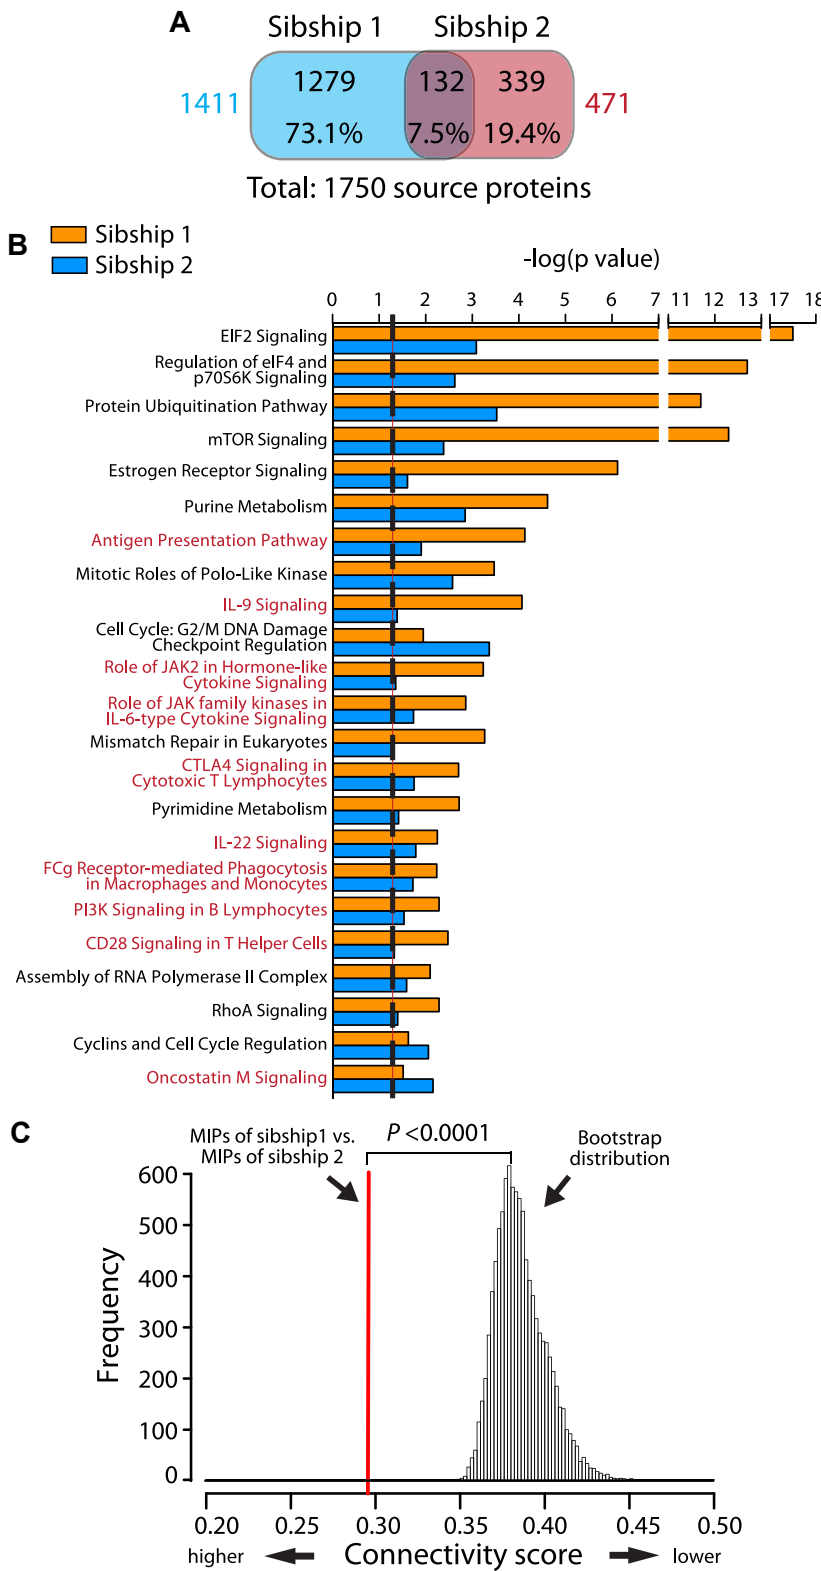 A
Sibship 1 Sibship 2
1279 132 339
1411 471
73.1% 7.5% 19.4%
Total: 1750 source proteins
B
Sibship 1
Sibship 2
-log(p value)
0 1 2 3 4 5 6 7 11 12 13 17 18
EIF2 Signaling
Regulation of eIF4 and
p70S6K Signaling
Protein Ubiquitination Pathway
mTOR Signaling
Estrogen Receptor Signaling
Purine Metabolism
Antigen Presentation Pathway
Mitotic Roles of Polo-Like Kinase
IL-9 Signaling
Cell Cycle: G2/M DNA Damage
Checkpoint Regulation
Role of JAK2 in Hormone-like
Cytokine Signaling
Role of JAK family kinases in
IL-6-type Cytokine Signaling
Mismatch Repair in Eukaryotes
CTLA4 Signaling in
Cytotoxic T Lymphocytes
Pyrimidine Metabolism
IL-22 Signaling
FCg Receptor-mediated Phagocytosis
in Macrophages and Monocytes
PI3K Signaling in B Lymphocytes
CD28 Signaling in T Helper Cells
Assembly of RNA Polymerase II Complex
RhoA Signaling
Cyclins and Cell Cycle Regulation
Oncostatin M Signaling
C
MIPs of sibship1 vs.
MIPs of sibship 2
P <0.0001
Bootstrap
distribution
600
500
400
300
200
100
0
Frequency
0.20 0.25 0.30 0.35 0.40 0.45 0.50
higher Connectivity score lower